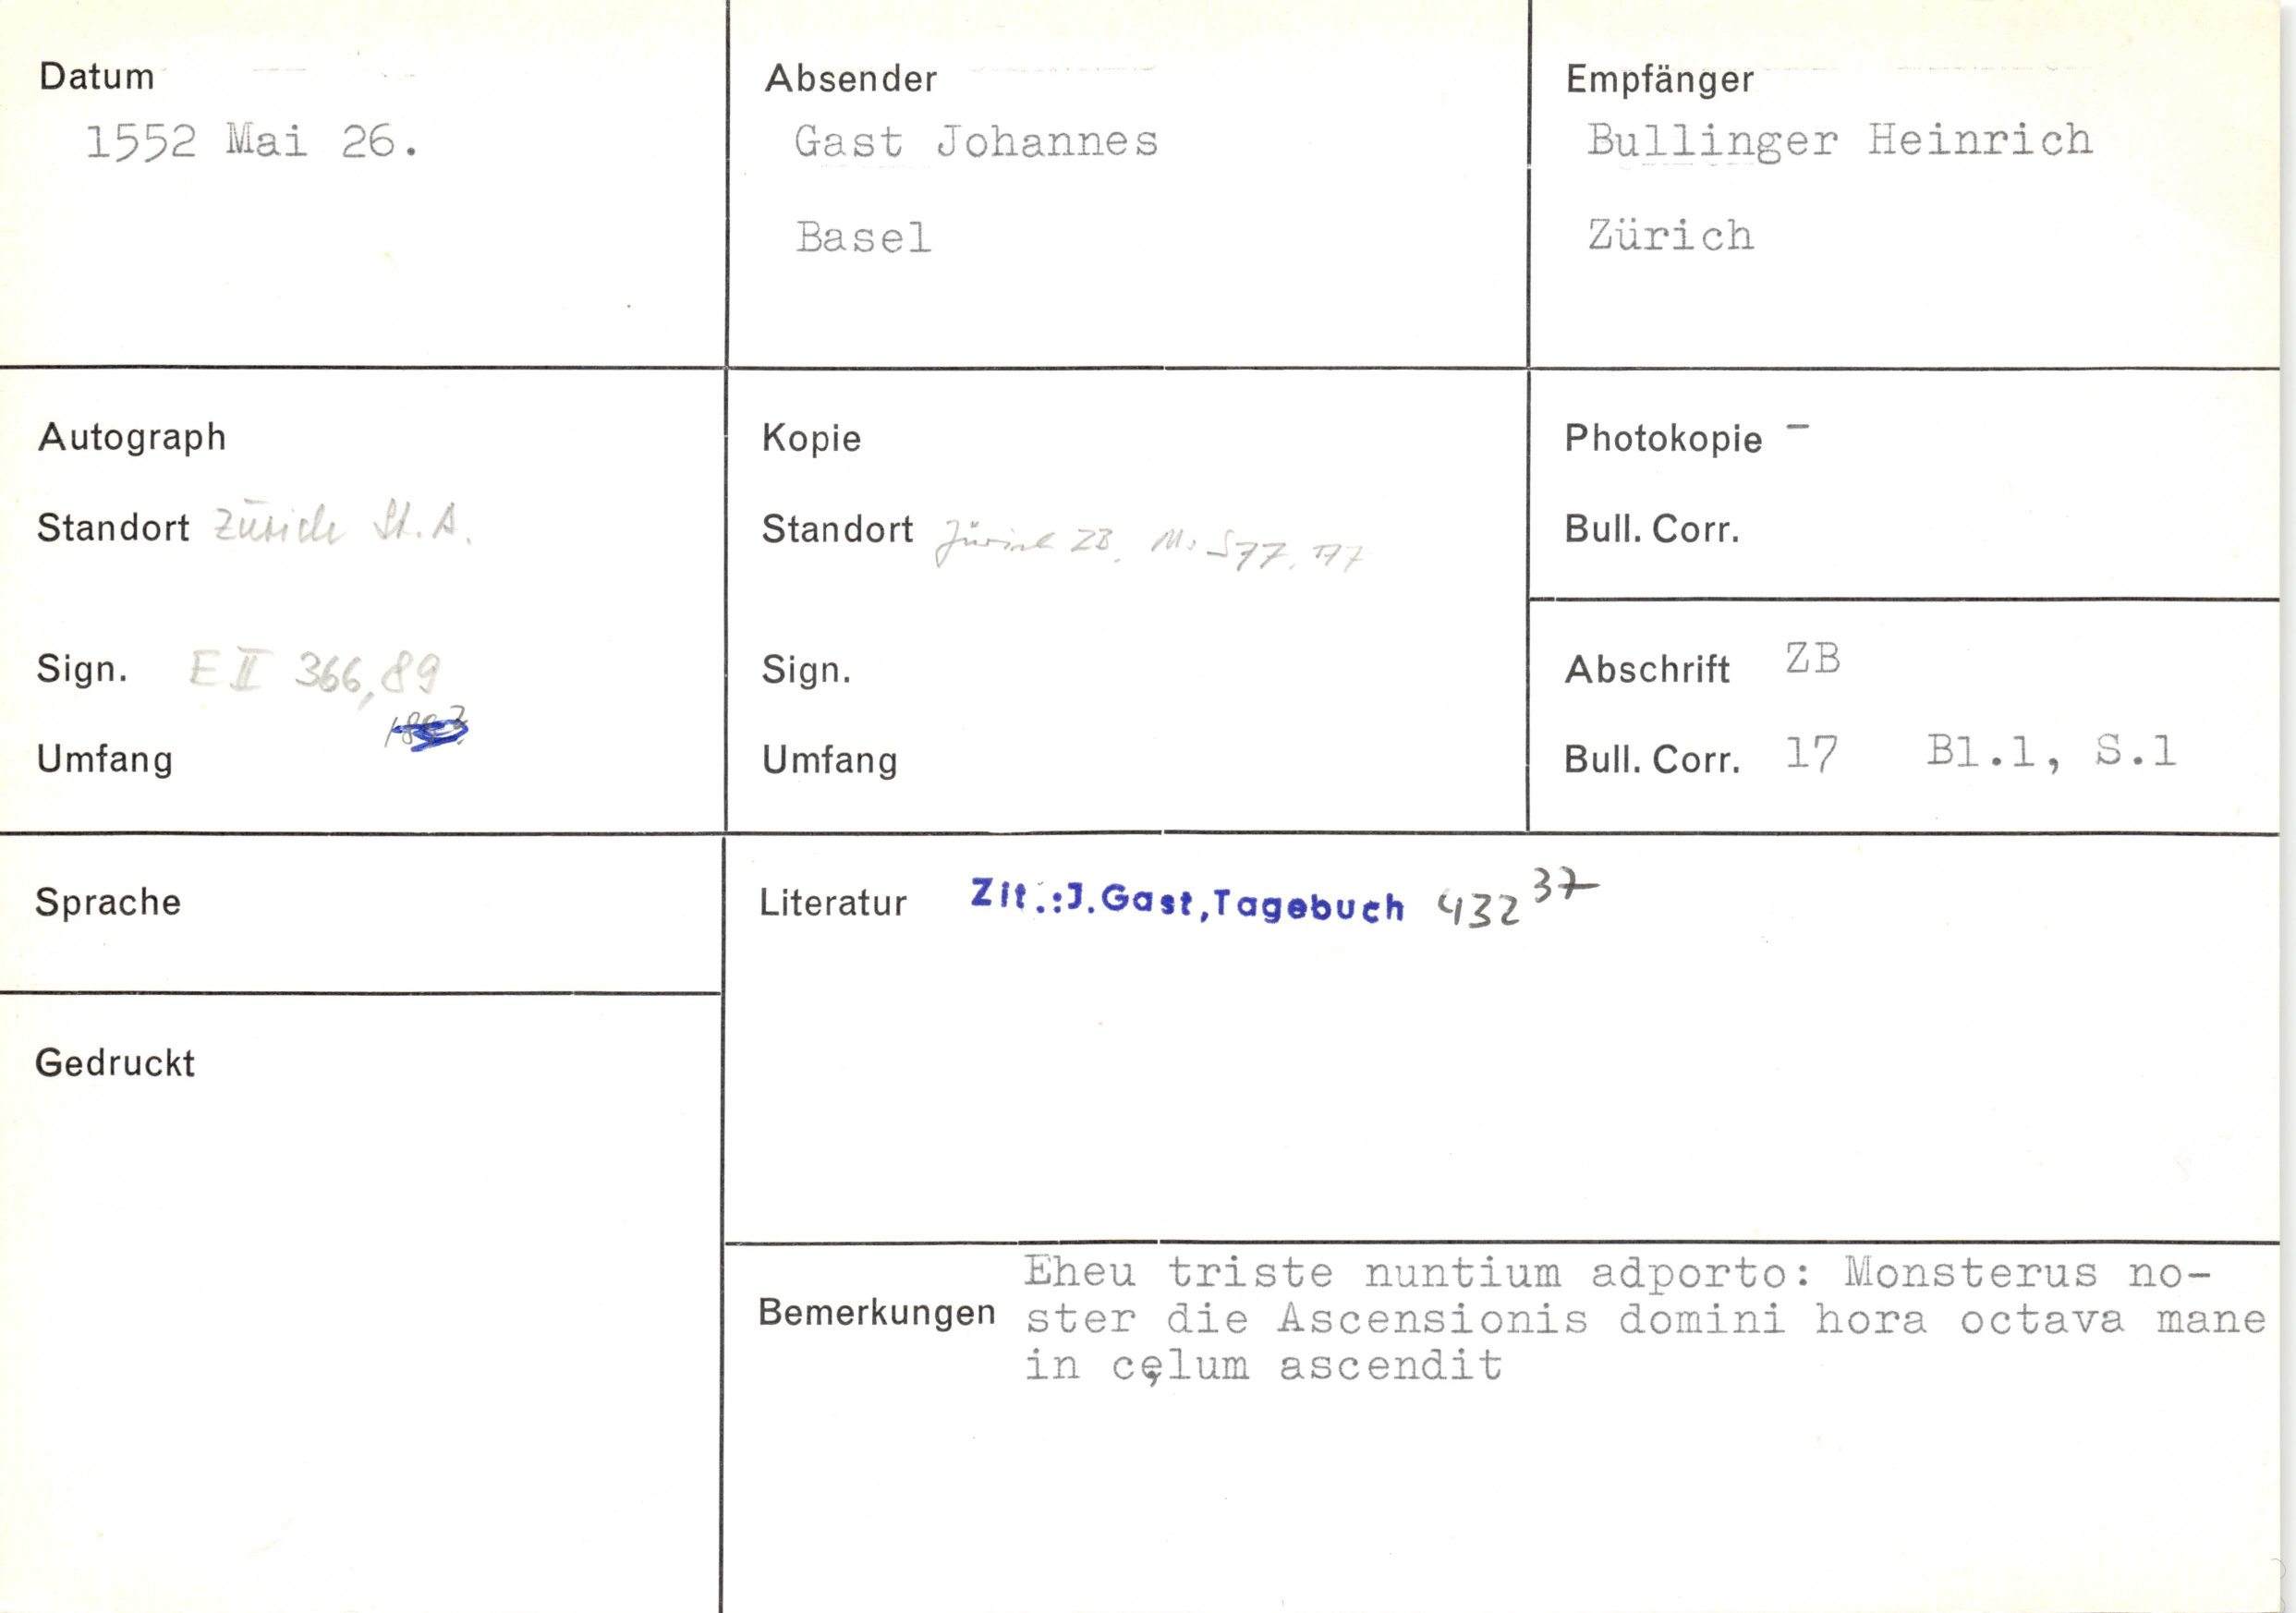 Datum
1552 Mai 26.
Absender
Gast Johannes
Basel
Empfänger
Bullinger Heinrich
Zürich
Autograph
Standort Zürich St. A.
Sign. E II 366,89
Umfang
Kopie
Standort Zürich ZB. Ms S 77, 177
Sign.
Umfang
Photokopie -
Bull. Corr.
Abschrift ZB
Bull. Corr. 17 Bl.1, S.1
Sprache
Gedruckt
Literatur Zit.:J.Gast,Tagebuch 432 37
Bemerkungen
Eheu triste nuntium adporto: Monsterus no-
ster die Ascensionis domini hora octava mane
in cęlum ascendit